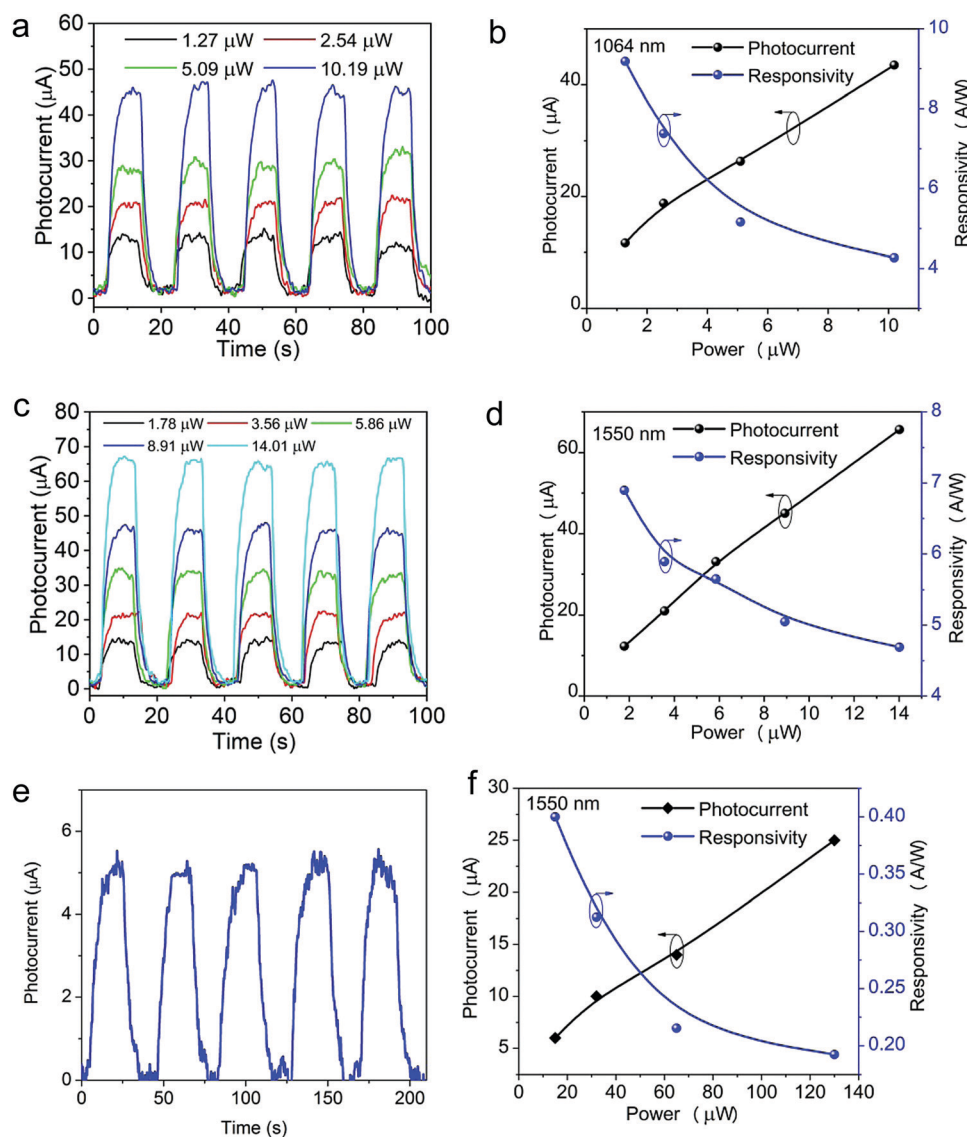 a
1.27 μW 2.54 μW
5.09 μW 10.19 μW
60
50
40
30
20
10
0
Photocurrent (μA)
0 20 40 60 80 100
Time (s)
b
1064 nm
Photocurrent
Responsivity
40
20
0
Photocurrent ( μA)
10
8
6
4
Responsivity ( A/W)
0 2 4 6 8 10
Power ( μW)
c
1.78 μW 3.56 μW 5.86 μW
8.91 μW 14.01 μW
80
70
60
50
40
30
20
10
0
Photocurrent (μA)
0 20 40 60 80 100
Time (s)
d
1550 nm
Photocurrent
Responsivity
60
40
20
0
Photocurrent ( μA)
8
7
6
5
4
Responsivity ( A/W)
0 2 4 6 8 10 12 14
Power ( μW)
e
6
4
2
0
Photocurrent (μA)
0 50 100 150 200
Time (s)
f
1550 nm
Photocurrent
Responsivity
30
25
20
15
10
5
Photocurrent ( μA)
0.40
0.35
0.30
0.25
0.20
Responsivity ( A/W)
0 20 40 60 80 100 120 140
Power ( μW)